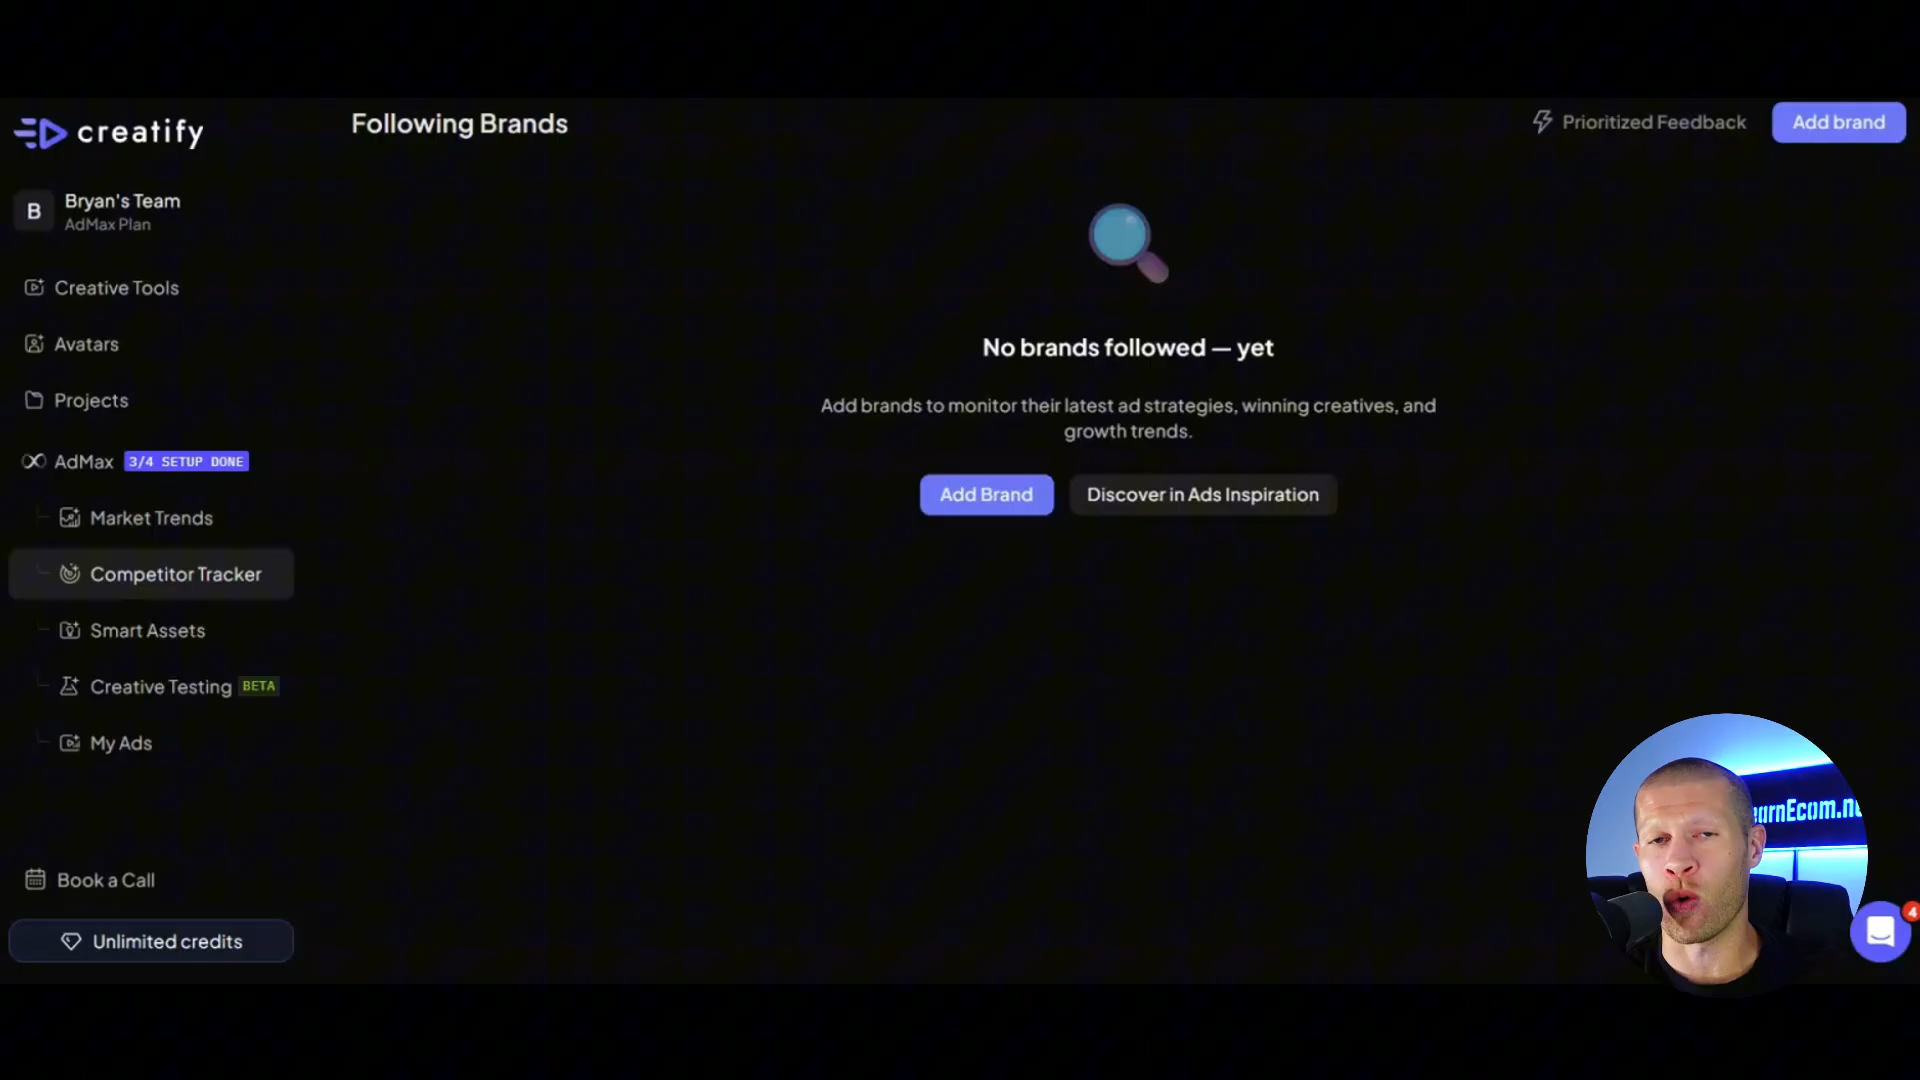 creatify
Following Brands
Prioritized Feedback
Add brand
B
Bryan's Team
AdMax Plan
Creative Tools
Avatars
Projects
AdMax 3/4 SETUP DONE
Market Trends
Competitor Tracker
Smart Assets
Creative Testing BETA
My Ads
Book a Call
Unlimited credits
No brands followed — yet
Add brands to monitor their latest ad strategies, winning creatives, and
growth trends.
Add Brand
Discover in Ads Inspiration
4